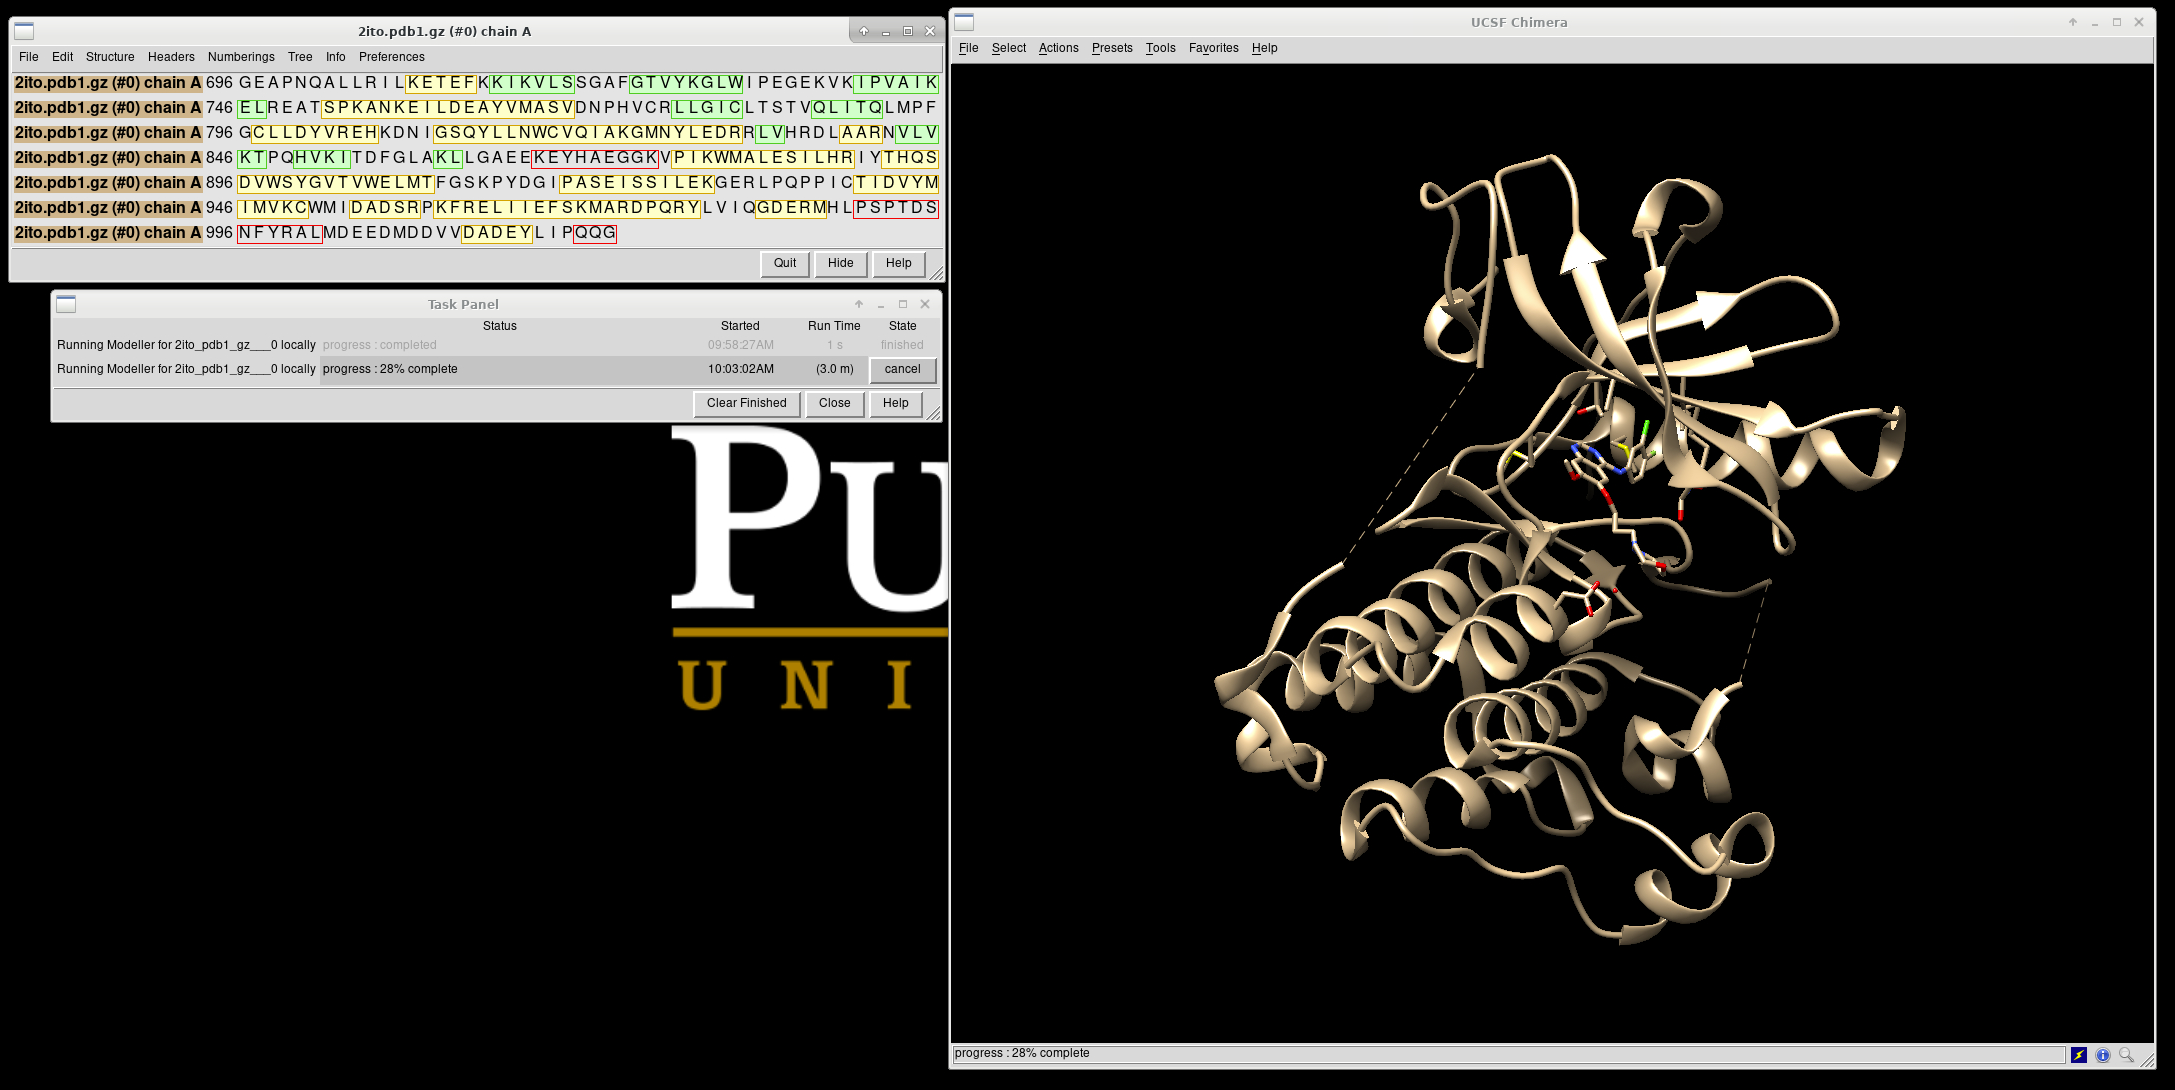 2ito.pdb1.gz (#0) chain A
File Edit Structure Headers Numberings Tree Info Preferences
2ito.pdb1.gz (#0) chain A 696 GEAPNQALLRILKETEFKKIKVLSSGAFGTVYKGLWIPEGEKVKIPVAIK
2ito.pdb1.gz (#0) chain A 746 ELREATSPKANKEILDEAYVMASVDNPHVCRLLGICLTSTVQLITQLMPF
2ito.pdb1.gz (#0) chain A 796 GCLLDYVREHKDNIGSQYLLNWCVQIAKGMNYLEDRRLVHRDLAARNVLV
2ito.pdb1.gz (#0) chain A 846 KTPQHVKITDFGLAKLLGAEEKEYHAEGGKVPIKWMALESILHRIYTHQS
2ito.pdb1.gz (#0) chain A 896 DVWSYGVTVWELMTFGSKPYDGIPASEISSILEKGERLPQPPICTIDVYM
2ito.pdb1.gz (#0) chain A 946 IMVKCWMIDADSRPKFRELIIEFSKMARDPQRYLVIQGDERMHLPSPTDS
2ito.pdb1.gz (#0) chain A 996 NFYRALMDEEDMDDVVDADEYLIPQQG
Quit Hide Help
Task Panel
Status Started Run Time State
Running Modeller for 2ito_pdb1_gz___0 locally progress : completed 09:58:27AM 1 s finished
Running Modeller for 2ito_pdb1_gz___0 locally progress : 28% complete 10:03:02AM (3.0 m) cancel
Clear Finished Close Help
PU
UNI
UCSF Chimera
File Select Actions Presets Tools Favorites Help
progress : 28% complete